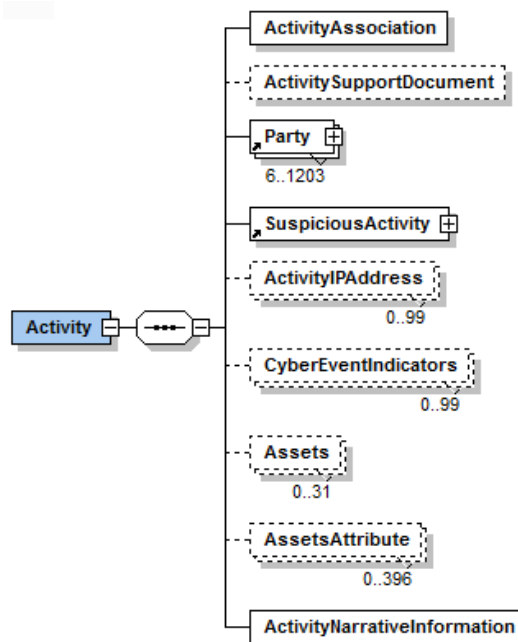 ActivityAssociation
ActivitySupportDocument
Party
6..1203
SuspiciousActivity
ActivityIPAddress
0..99
Activity
CyberEventIndicators
0..99
Assets
0..31
AssetsAttribute
0..396
ActivityNarrativeInformation